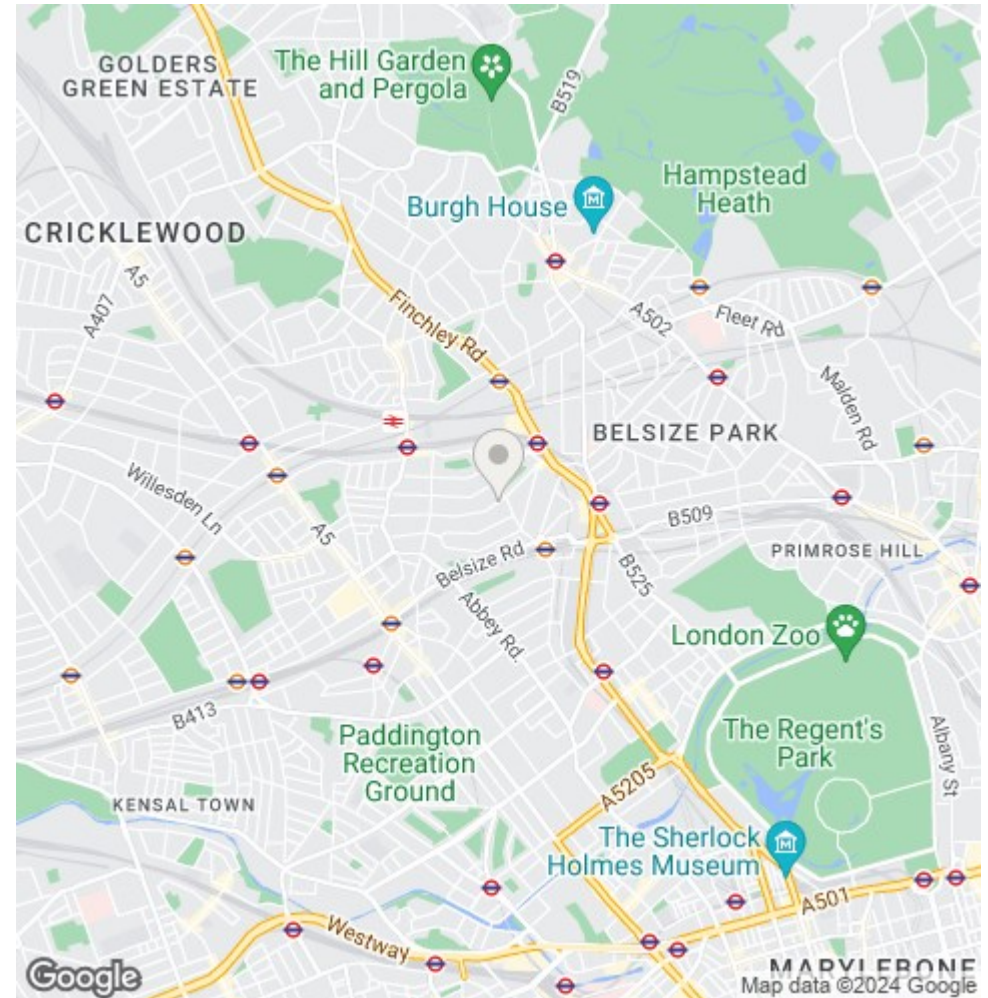 GOLDERS
GREEN ESTATE
The Hill Garden
and Pergola
B519
Hampstead
Heath
Burgh House
CRICKLEWOOD
A5
A407
Finchley Rd
A502
Fleet Rd
Malden Rd
BELSIZE PARK
Willesden Ln
A5
B509
Belsize Rd
PRIMROSE HILL
B525
Abbey Rd.
London Zoo
B413
Paddington
Recreation
Ground
The Regent's
Park
Albany St
KENSAL TOWN
A5205
The Sherlock
Holmes Museum
A501
Westway
MARYLEBONE
Google
Map data ©2024 Google